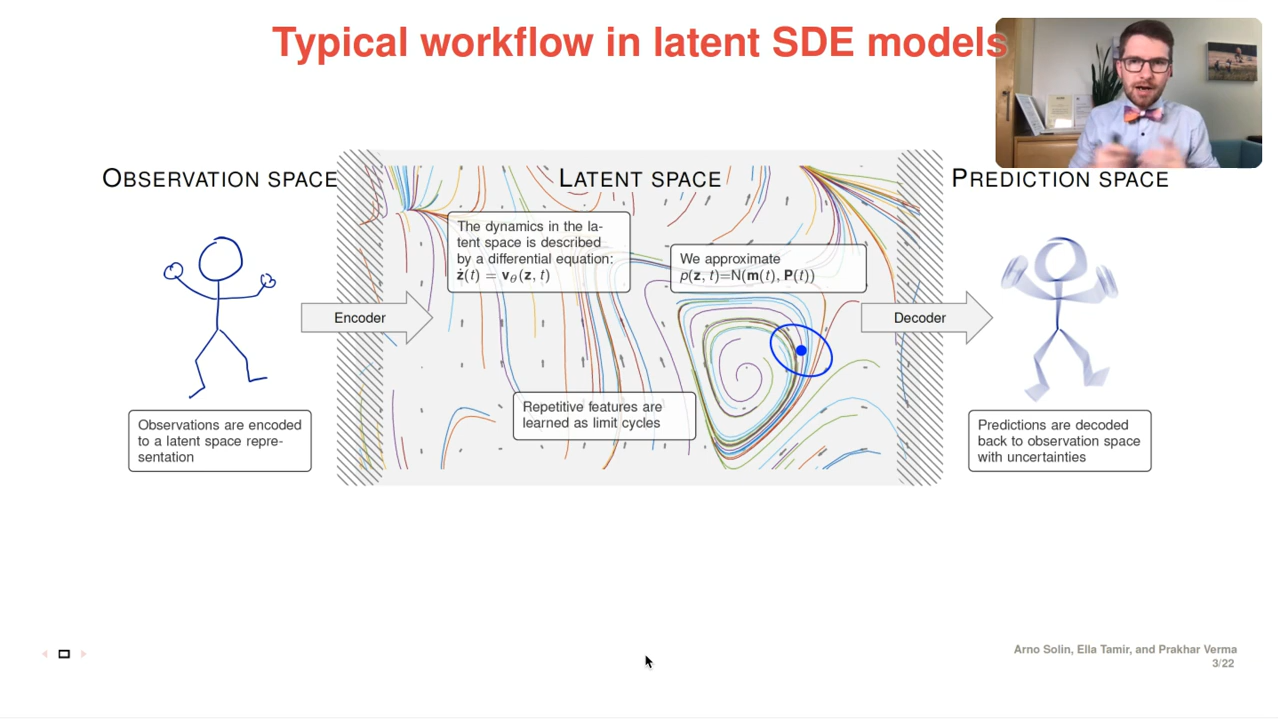 Typical workflow in latent SDE models
OBSERVATION SPACE
LATENT SPACE
PREDICTION SPACE
The dynamics in the la-
tent space is described
by a differential equation:
ż(t) = v_θ(z, t)
We approximate
p(z, t)=N(m(t), P(t))
Encoder
Decoder
Repetitive features are
learned as limit cycles
Observations are encoded
to a latent space repre-
sentation
Predictions are decoded
back to observation space
with uncertainties
Arno Solin, Ella Tamir, and Prakhar Verma
3/22